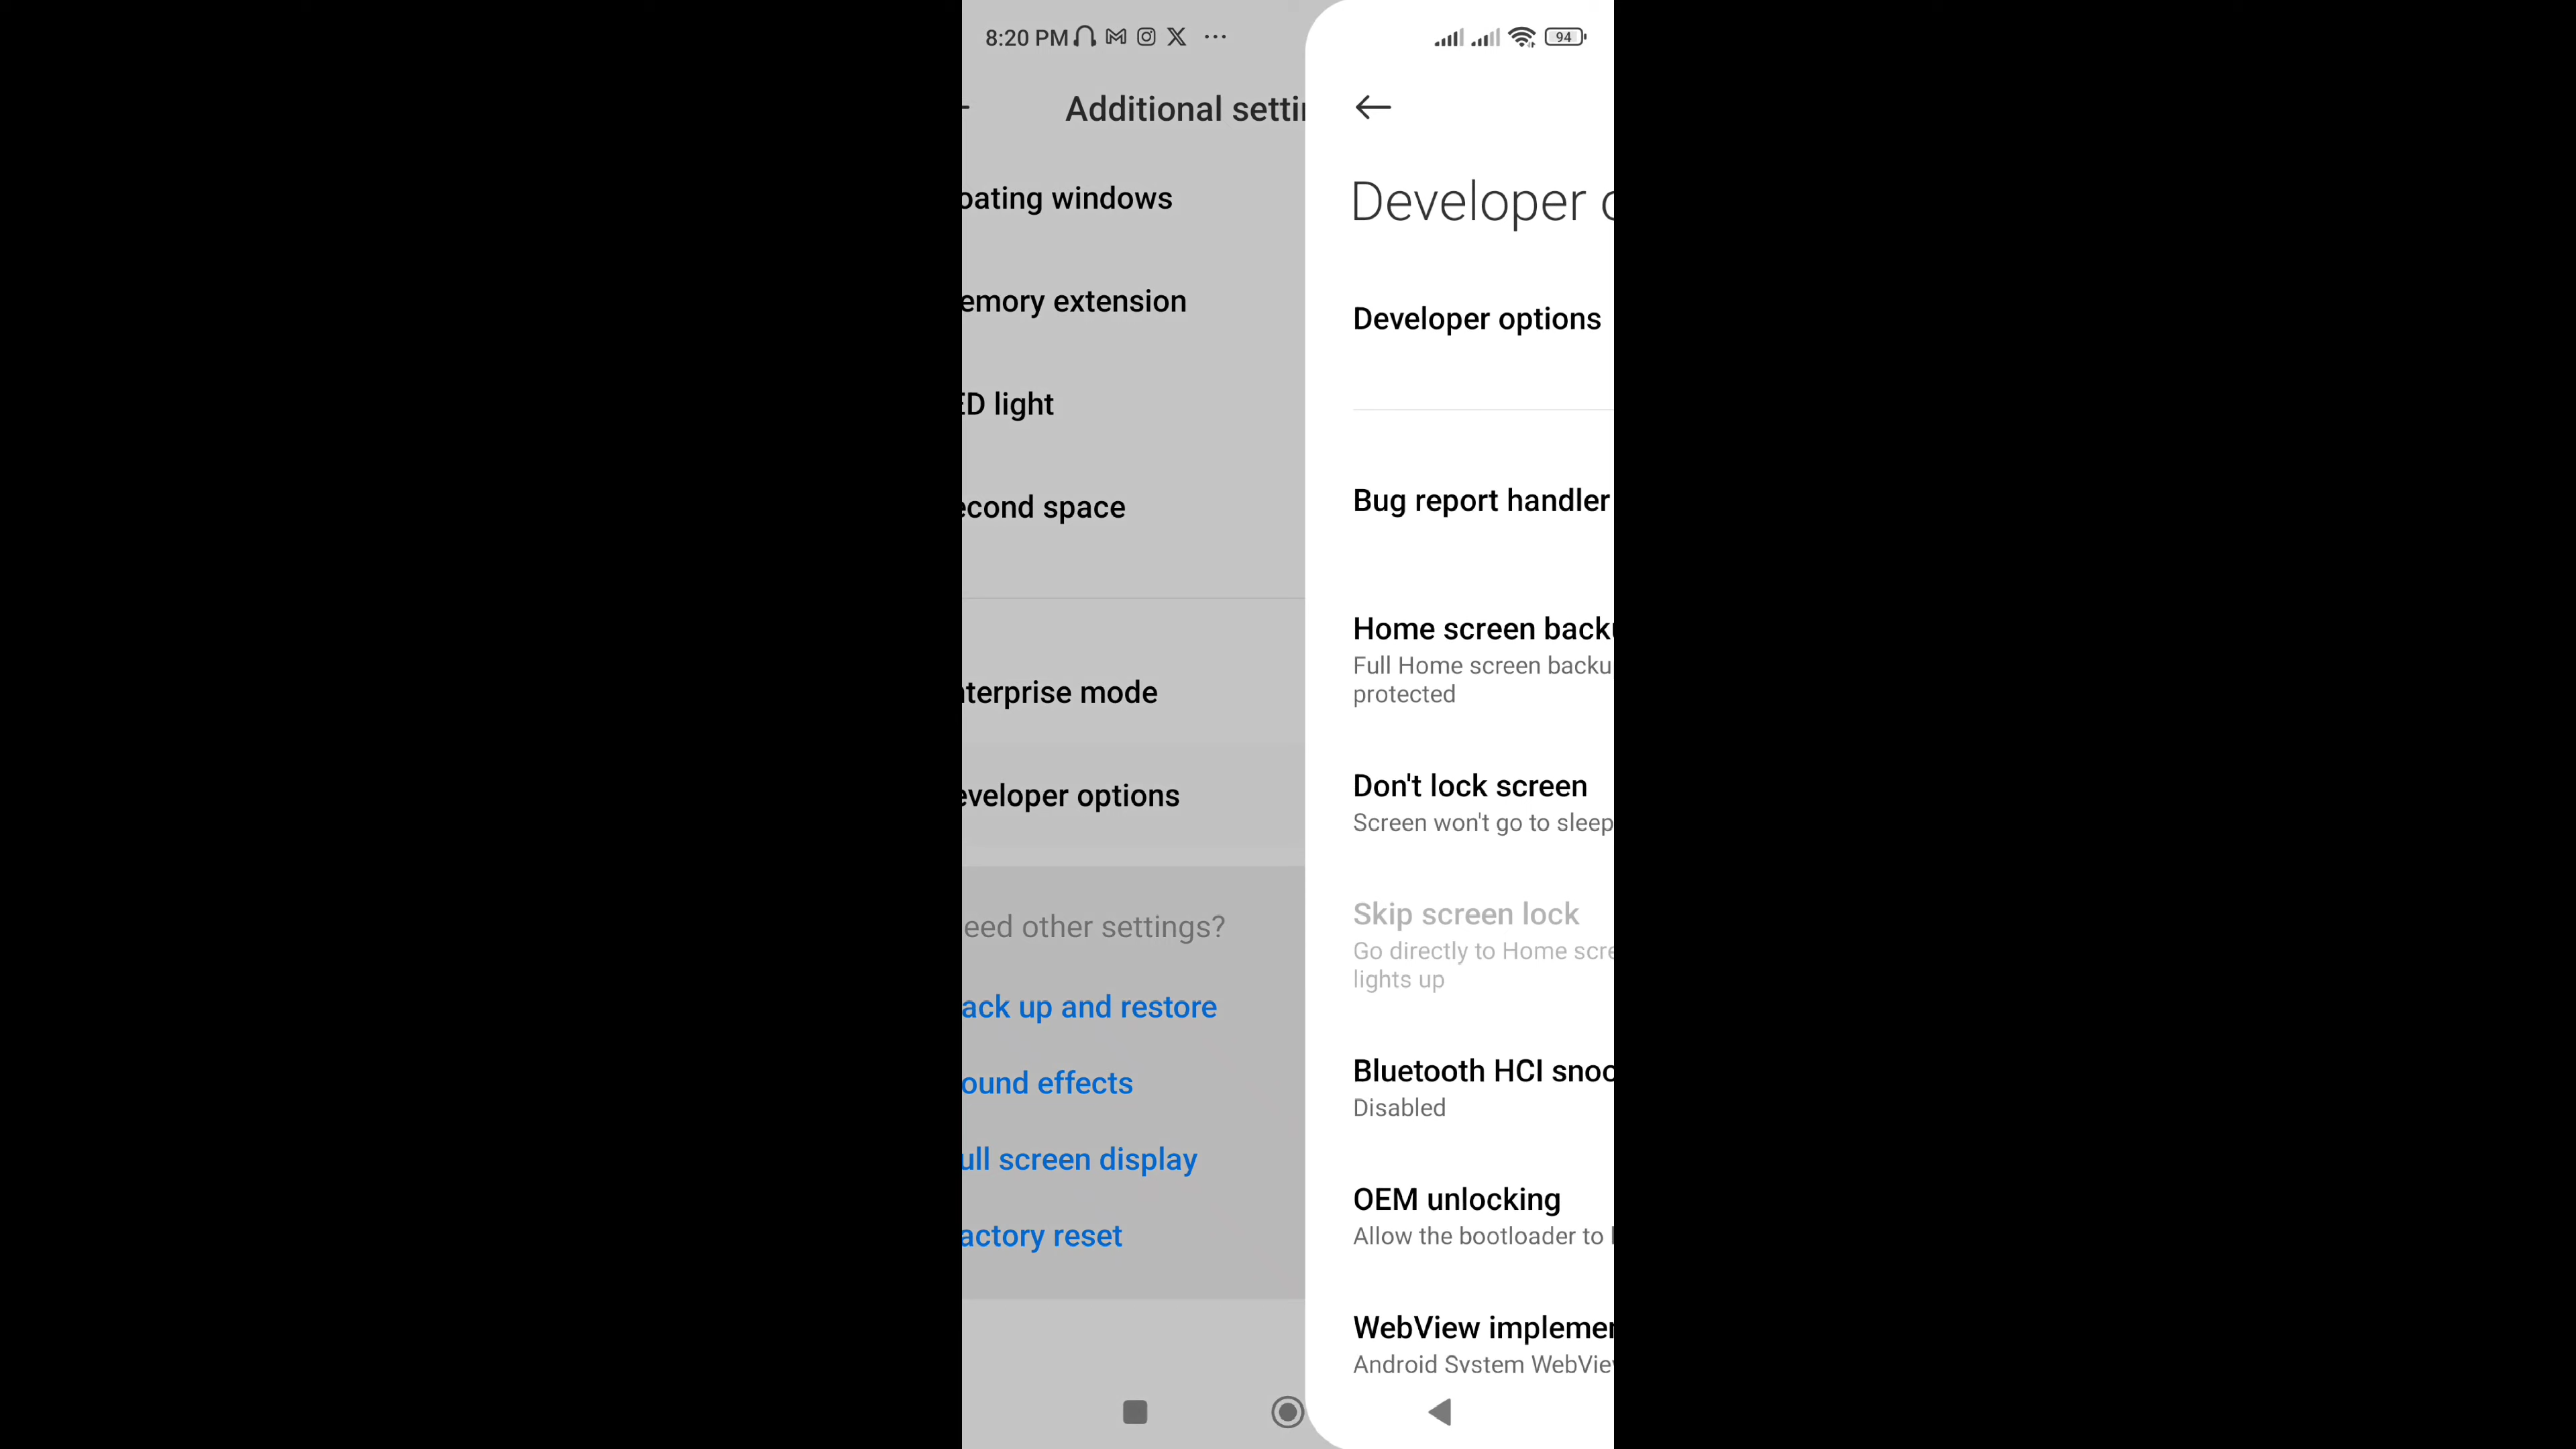 8:20 PM
94
Additional settin
oating windows
emory extension
ED light
econd space
nterprise mode
eveloper options
eed other settings?
ack up and restore
ound effects
ull screen display
actory reset
Developer o
Developer options
Bug report handler
Home screen backu
Full Home screen backu
protected
Don't lock screen
Screen won't go to sleep
Skip screen lock
Go directly to Home scre
lights up
Bluetooth HCI snoo
Disabled
OEM unlocking
Allow the bootloader to
WebView implemen
Android System WebView